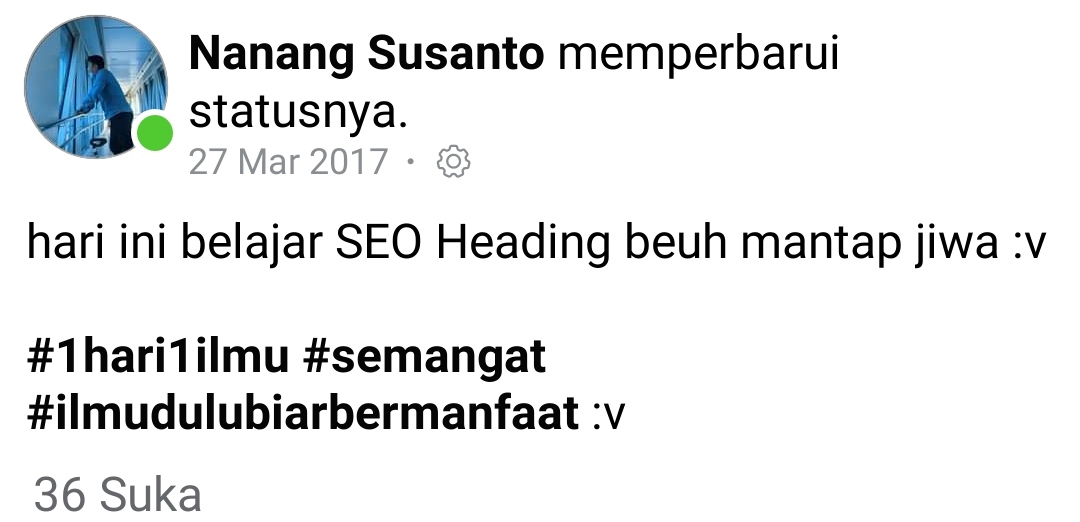 Nanang Susanto memperbarui
statusnya.
27 Mar 2017 ·
hari ini belajar SEO Heading beuh mantap jiwa :v
#1hari1ilmu #semangat
#ilmudulubiarbermanfaat :v
36 Suka